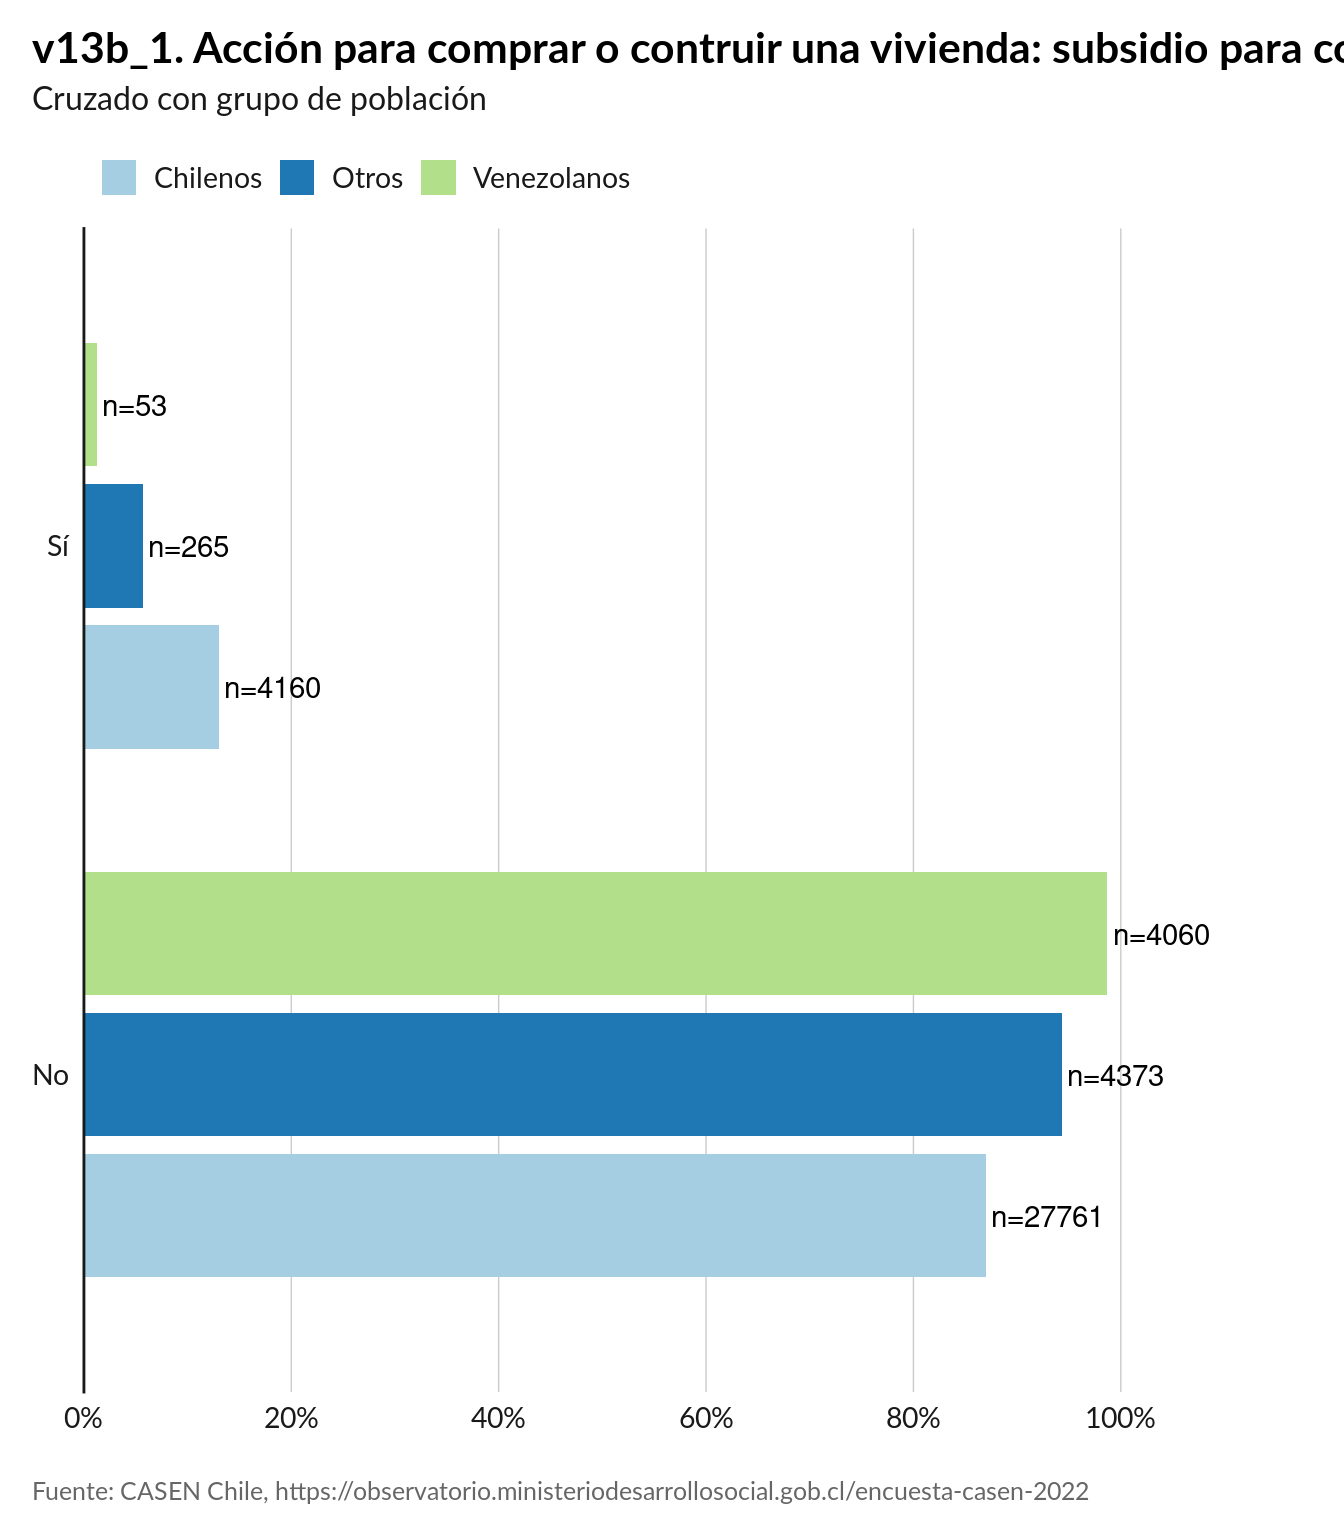 v13b_1. Acción para comprar o contruir una vivienda: subsidio para
Cruzado con grupo de población
Chilenos Otros Venezolanos
n=53
Sí
n=265
n=4160
n=4060
No
n=4373
n=27761
0% 20% 40% 60% 80% 100%
Fuente: CASEN Chile, https://observatorio.ministeriodesarrollosocial.gob.cl/encuesta-casen-2022